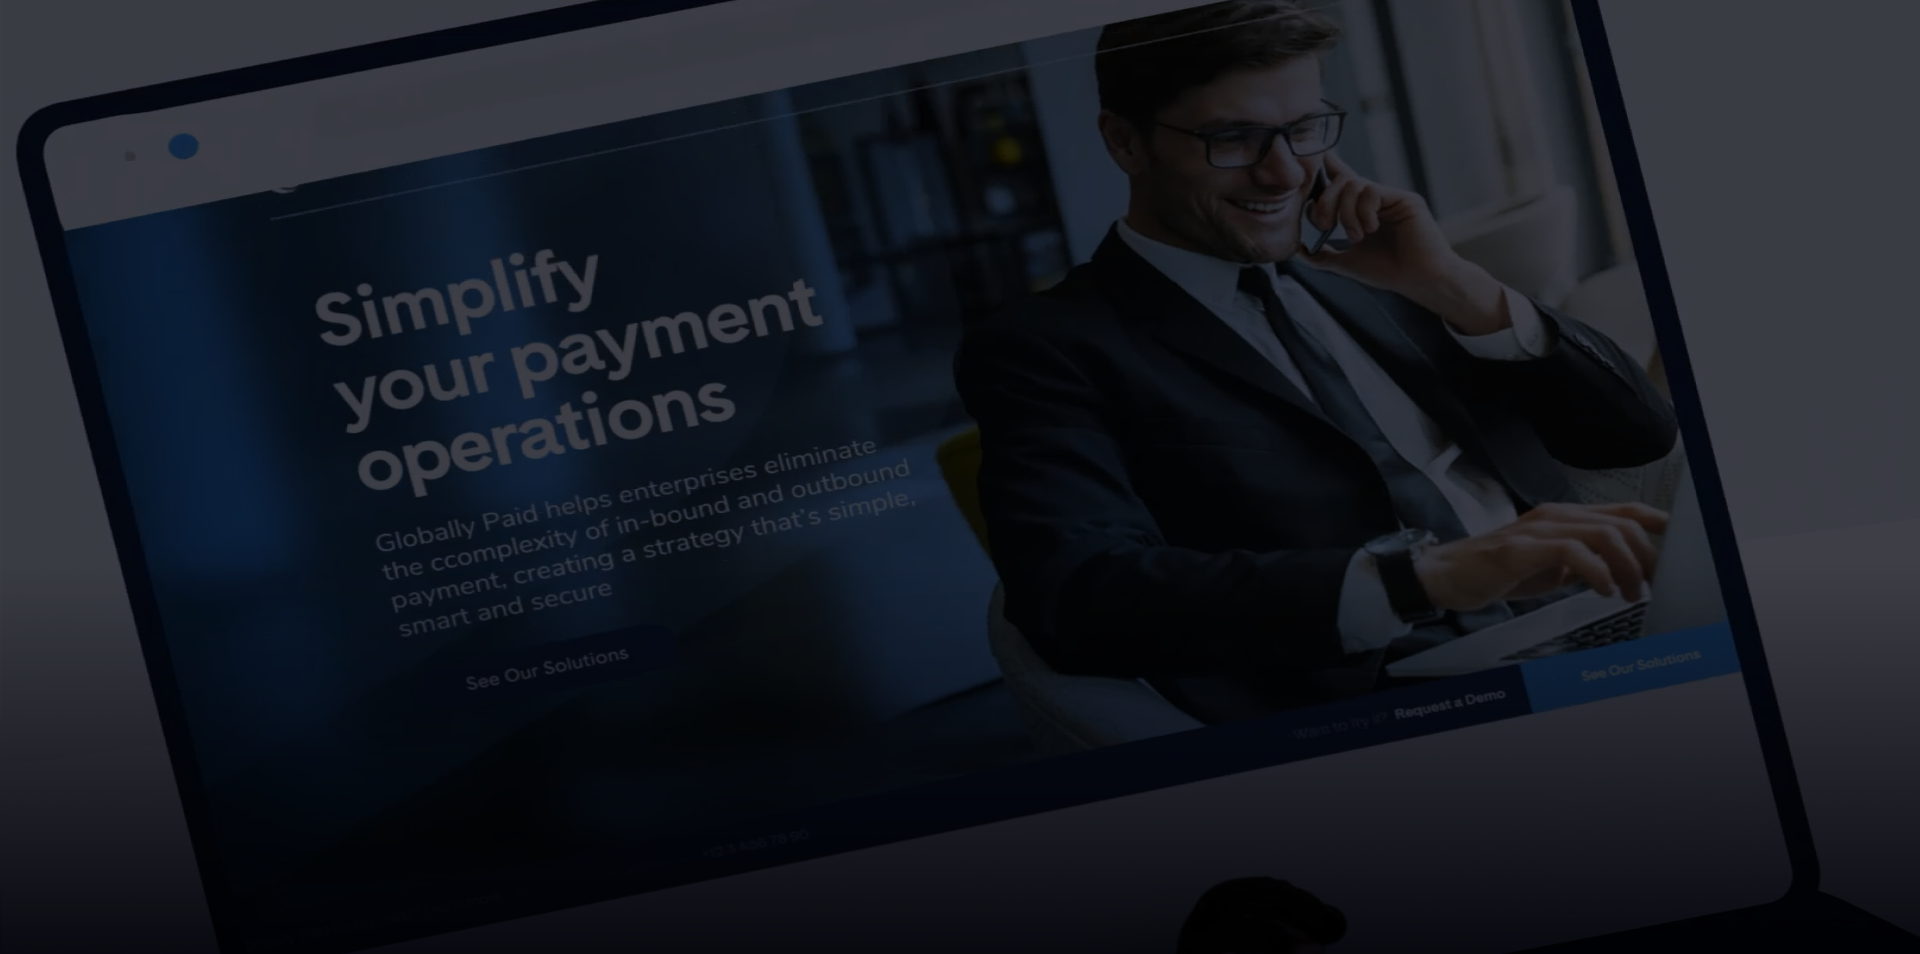 Simplify
your payment
operations
Globally Paid helps enterprises eliminate
the ccomplexity of in-bound and outbound
payment, creating a strategy that's simple,
smart and secure
See Our Solutions
Want to try it? Request a Demo
See Our Solutions